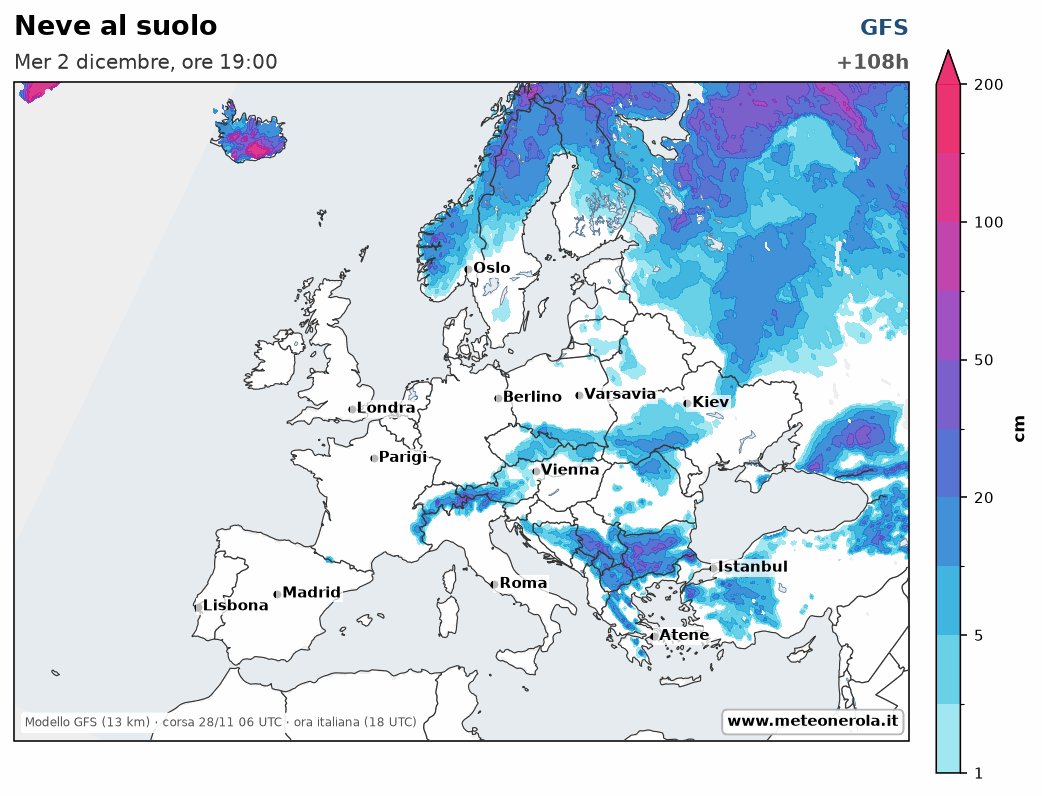 Neve al suolo
GFS
Mer 2 dicembre, ore 19:00
+108h
200
100
50
20
5
1
cm
Oslo
Berlino
Varsavia
Kiev
Londra
Parigi
Vienna
Istanbul
Roma
Madrid
Lisbona
Atene
Modello GFS (13 km) · corsa 28/11 06 UTC · ora italiana (18 UTC)
www.meteonerola.it